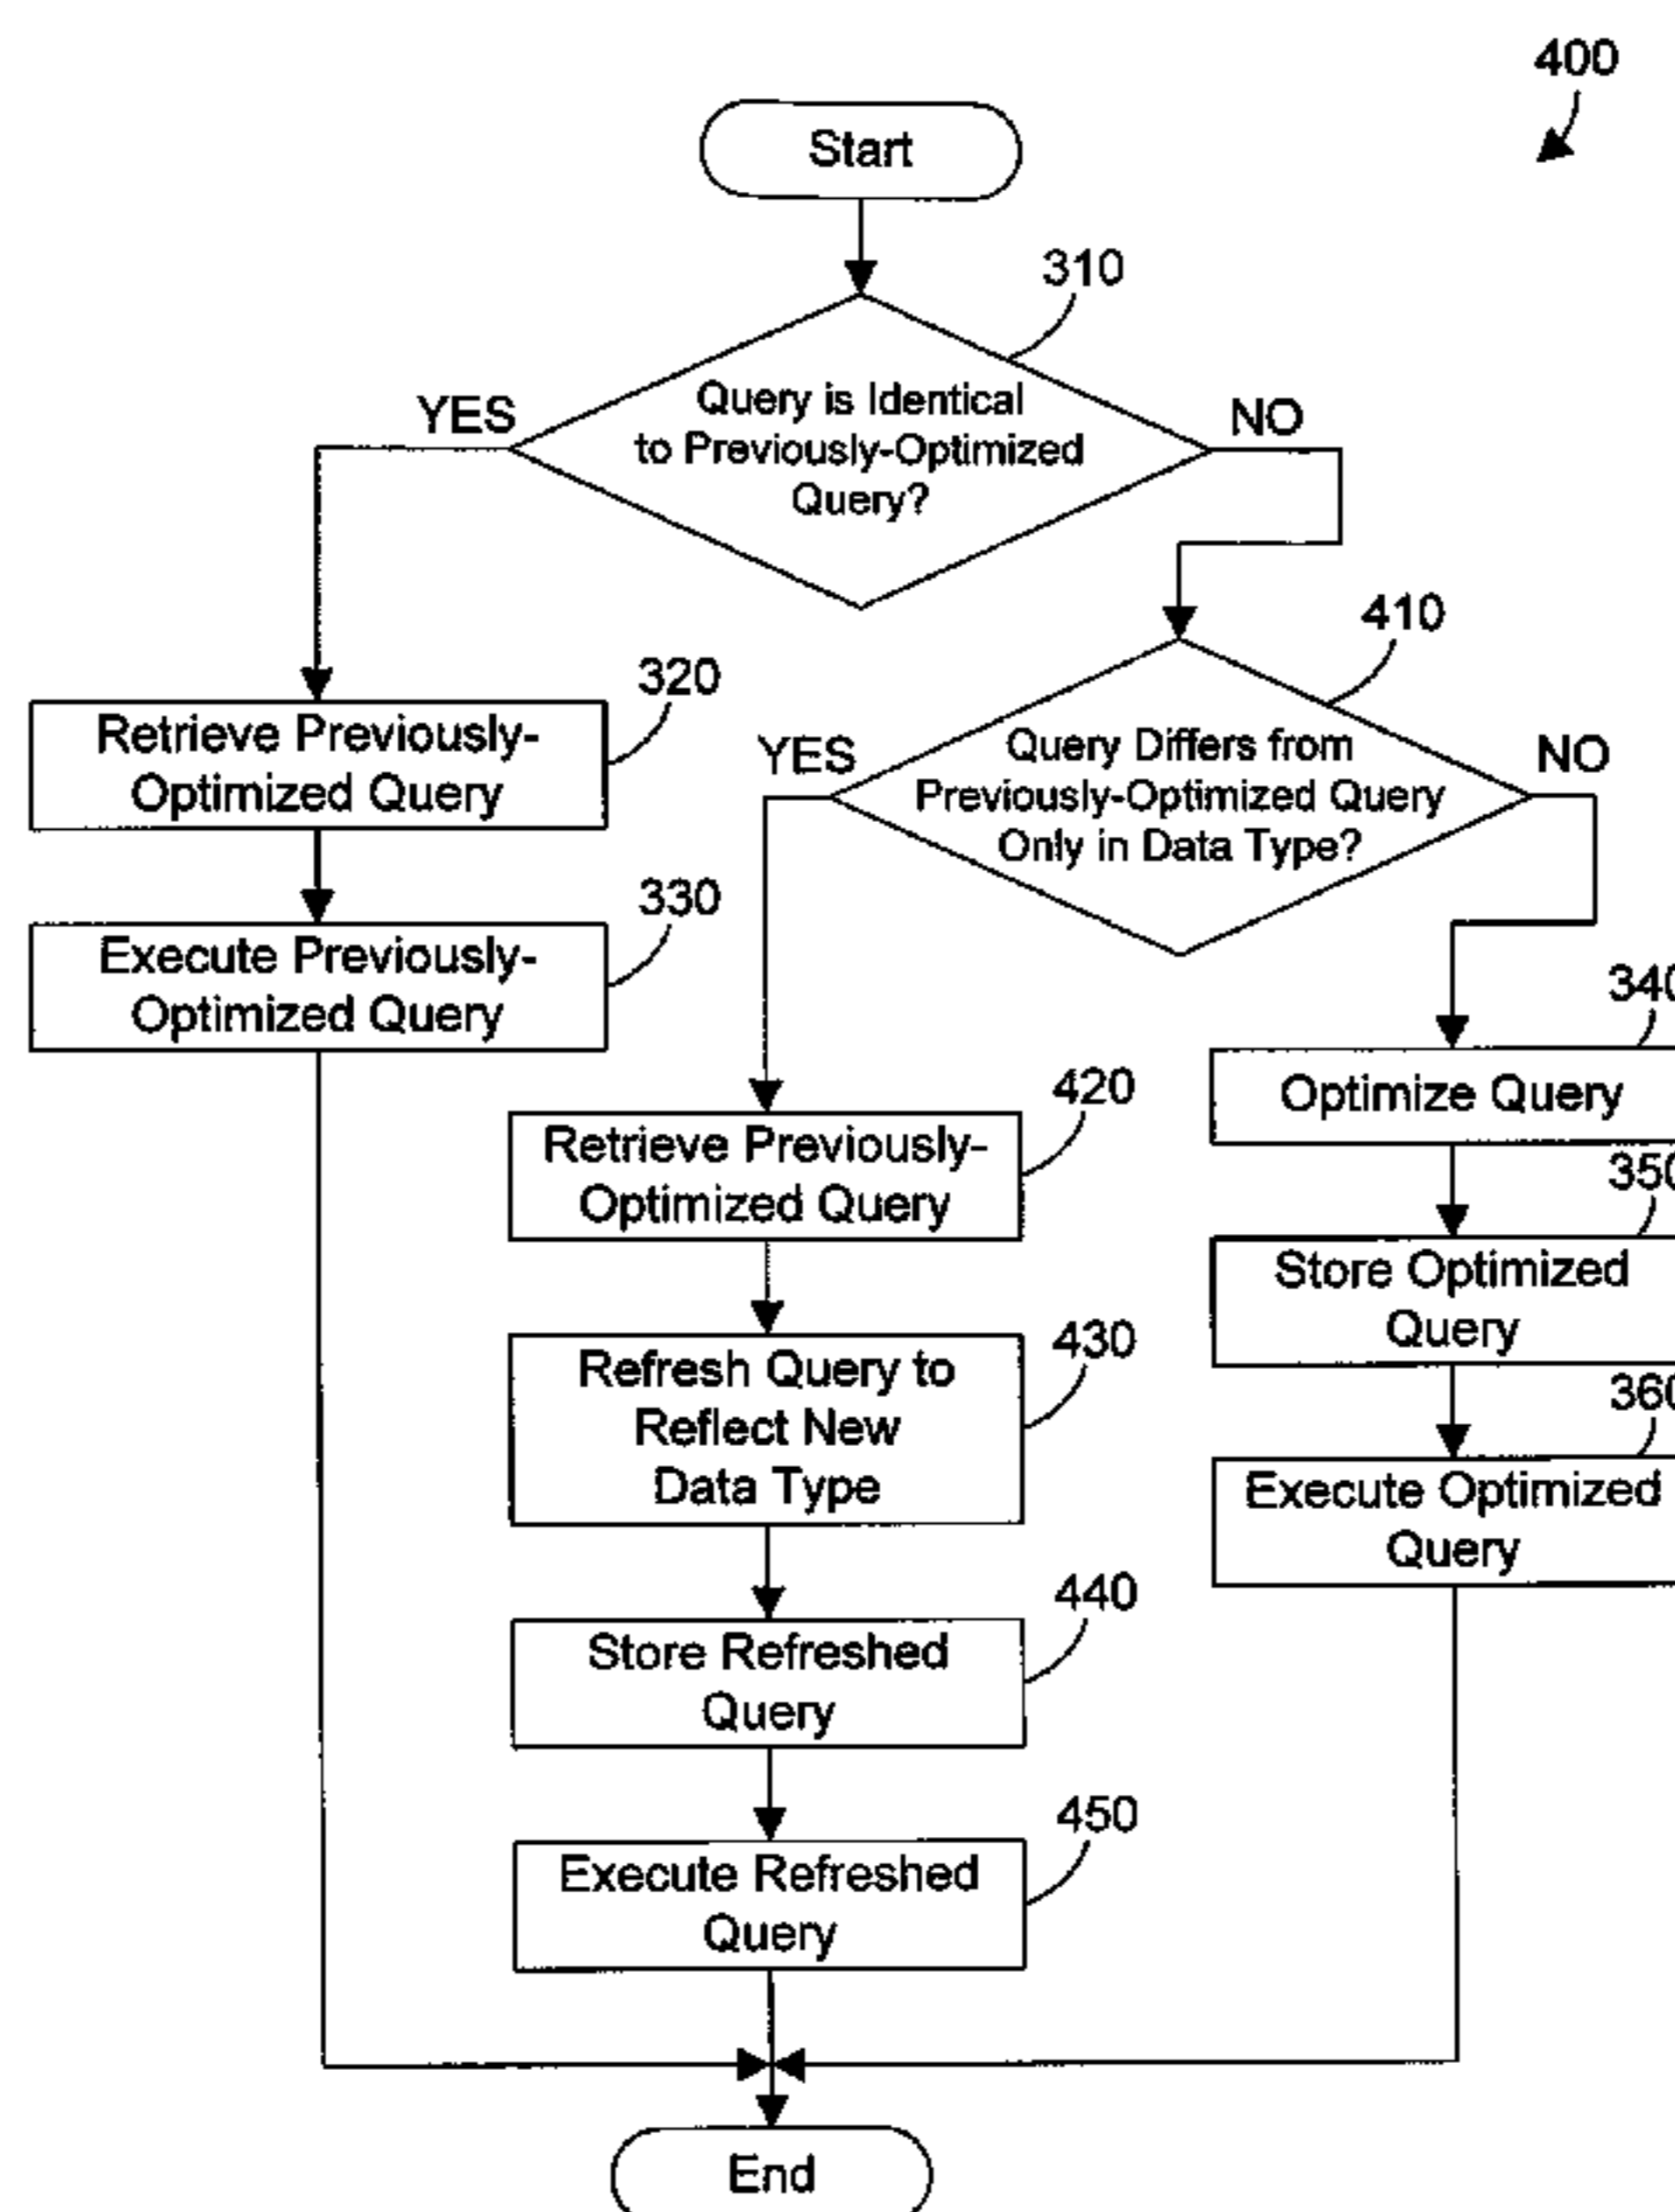 400
Start
310
Query is Identical
to Previously-Optimized
Query?
YES
NO
410
Query Differs from
Previously-Optimized Query
Only in Data Type?
YES
NO
320
Retrieve Previously-
Optimized Query
330
Execute Previously-
Optimized Query
420
Retrieve Previously-
Optimized Query
430
Refresh Query to
Reflect New
Data Type
440
Store Refreshed
Query
450
Execute Refreshed
Query
340
Optimize Query
350
Store Optimized
Query
360
Execute Optimized
Query
End